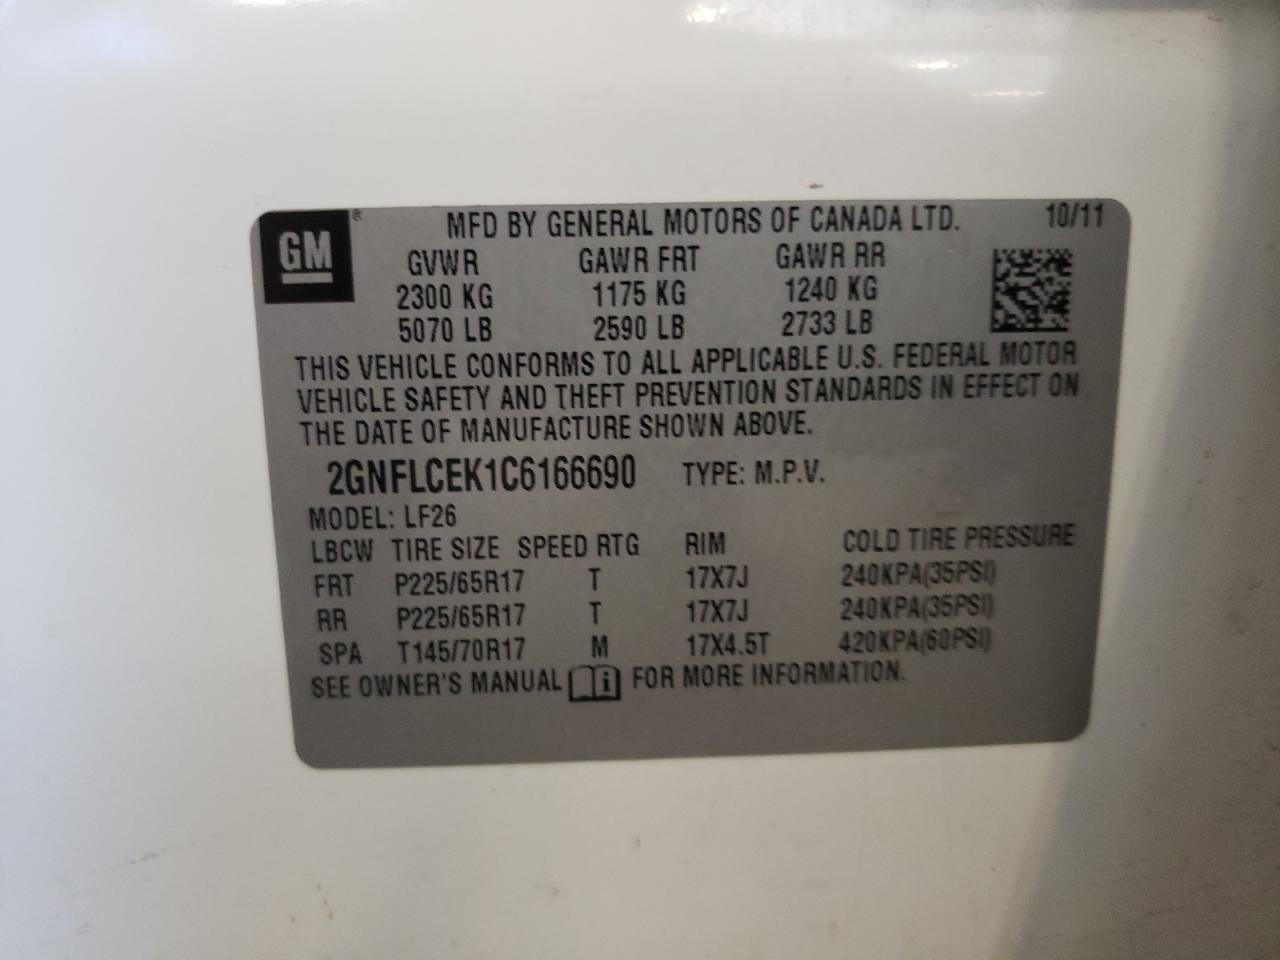 GM ® MFD BY GENERAL MOTORS OF CANADA LTD. 10/11
GVWR GAWR FRT GAWR RR
2300 KG 1175 KG 1240 KG
5070 LB 2590 LB 2733 LB
THIS VEHICLE CONFORMS TO ALL APPLICABLE U.S. FEDERAL MOTOR
VEHICLE SAFETY AND THEFT PREVENTION STANDARDS IN EFFECT ON
THE DATE OF MANUFACTURE SHOWN ABOVE.
2GNFLCEK1C6166690 TYPE: M.P.V.
MODEL: LF26
LBCW TIRE SIZE SPEED RTG RIM COLD TIRE PRESSURE
FRT P225/65R17 T 17X7J 240KPA(35PSI)
RR P225/65R17 T 17X7J 240KPA(35PSI)
SPA T145/70R17 M 17X4.5T 420KPA(60PSI)
SEE OWNER'S MANUAL i FOR MORE INFORMATION.